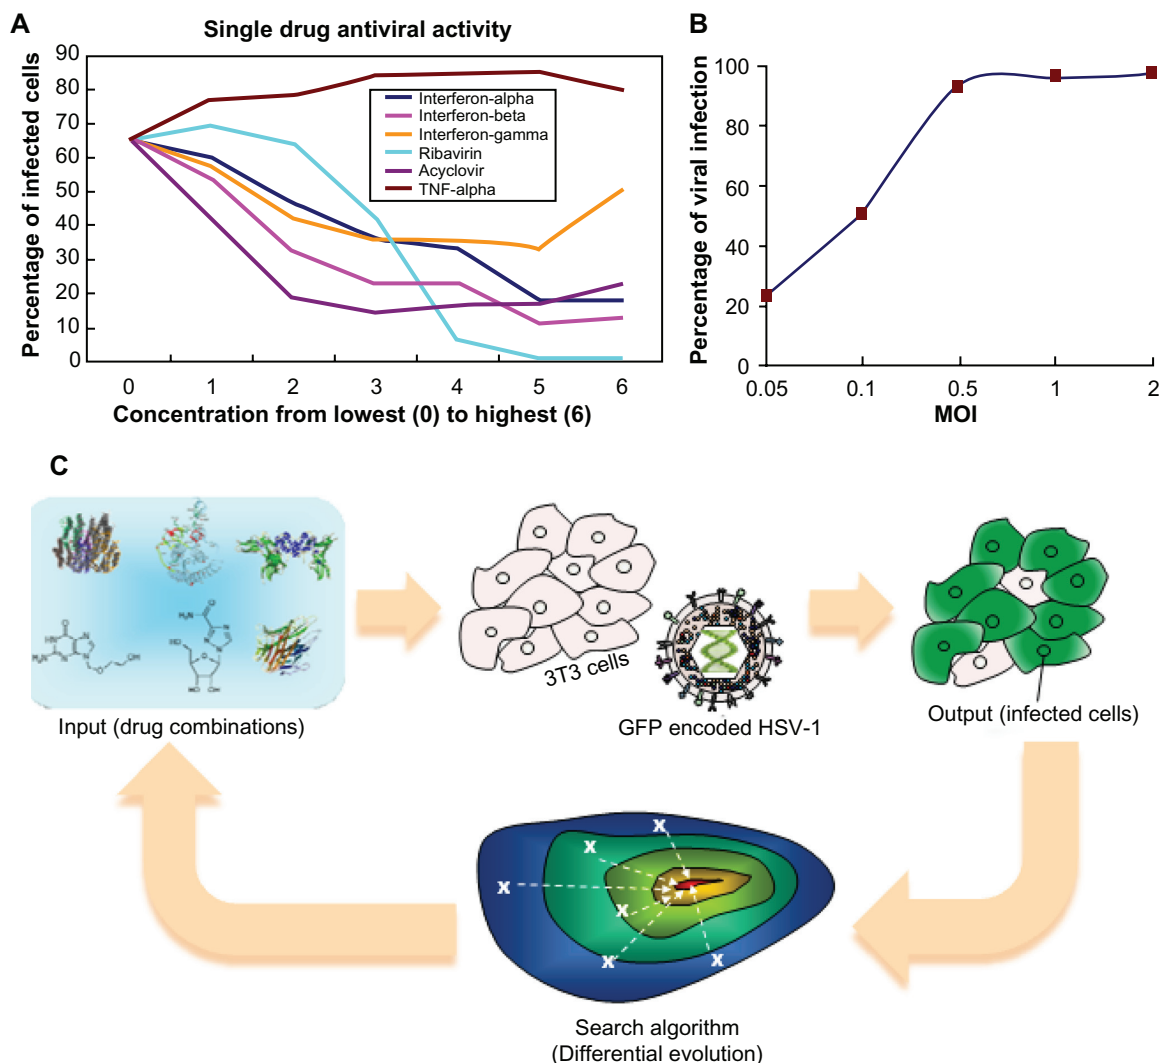 A
Single drug antiviral activity
Percentage of infected cells
90
80
70
60
50
40
30
20
10
0
Interferon-alpha
Interferon-beta
Interferon-gamma
Ribavirin
Acyclovir
TNF-alpha
0 1 2 3 4 5 6
Concentration from lowest (0) to highest (6)
B
Percentage of viral infection
100
80
60
40
20
0
0.05 0.1 0.5 1 2
MOI
C
Input (drug combinations)
3T3 cells
GFP encoded HSV-1
Output (infected cells)
x
x
x
x
x
x
Search algorithm
(Differential evolution)